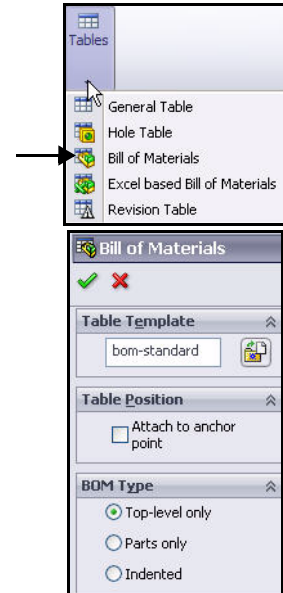 Tables
General Table
Hole Table
Bill of Materials
Excel based Bill of Materials
Revision Table
Bill of Materials
Table Template
bom-standard
Table Position
Attach to anchor
point
BOM Type
Top-level only
Parts only
Indented